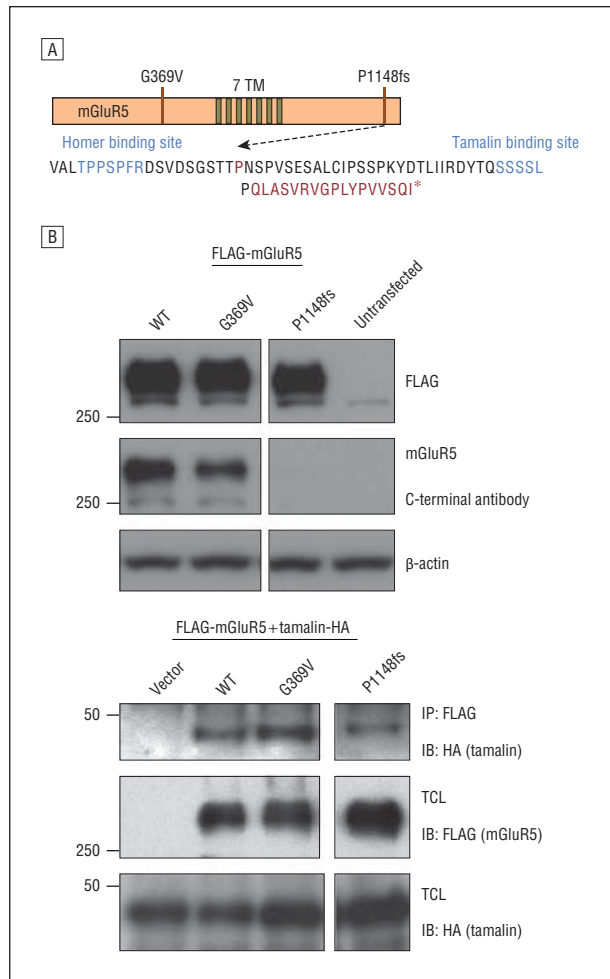 A
G369V
7 TM
P1148fs
mGluR5
Homer binding site
Tamalin binding site
VALTPPSPFRDSVDSGSTTPNSPVSESALCIPSSPKYDTLIIRDYTQSSSSL
PQLASVRVGPLYPVVSQI*
B
FLAG-mGluR5
WT
G369V
P1148fs
Untransfected
FLAG
250
mGluR5
C-terminal antibody
250
β-actin
FLAG-mGluR5+tamalin-HA
Vector
WT
G369V
P1148fs
50
IP: FLAG
IB: HA (tamalin)
TCL
IB: FLAG (mGluR5)
250
50
TCL
IB: HA (tamalin)